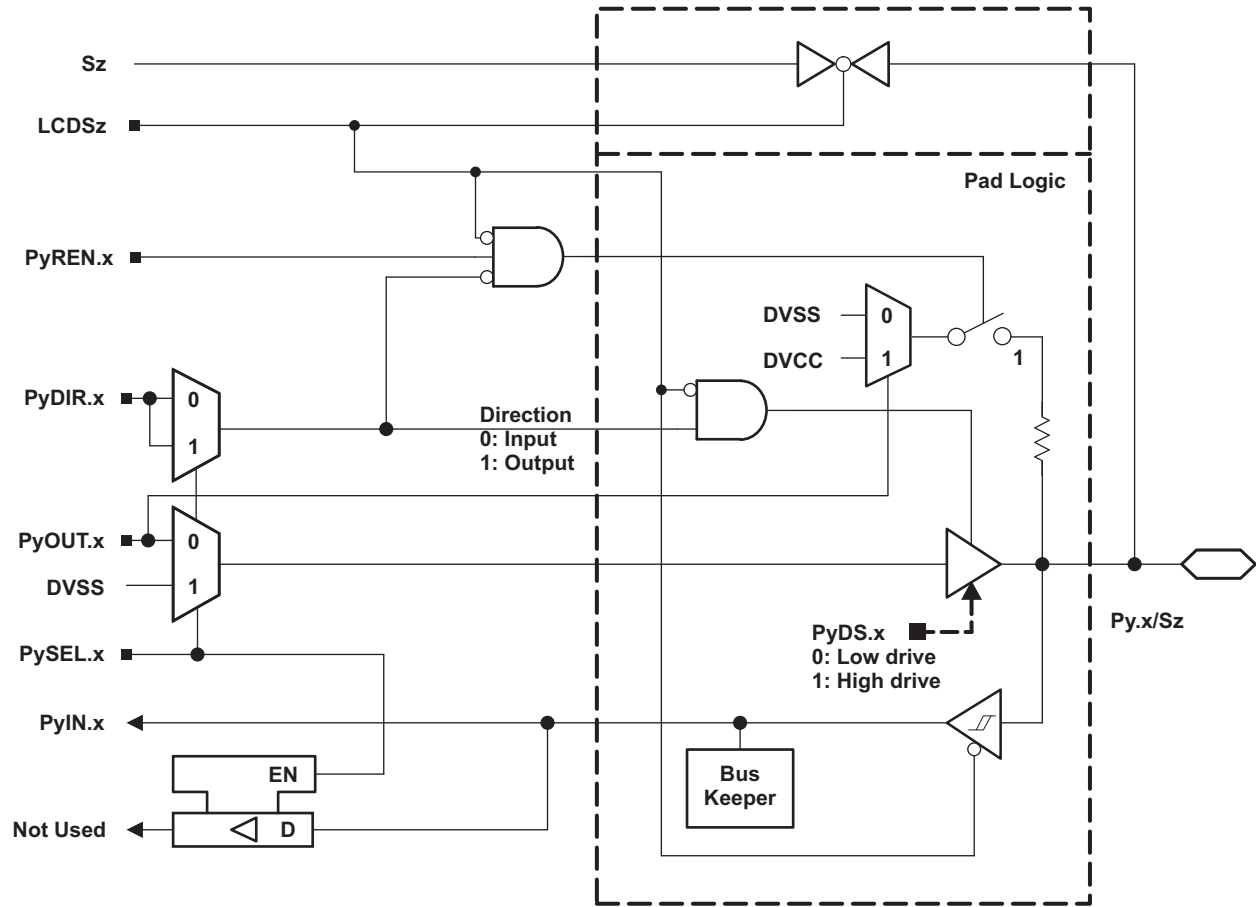 Sz
LCDSz
Pad Logic
PyREN.x
DVSS
0
DVCC
1
1
PyDIR.x
0
1
Direction
0: Input
1: Output
PyOUT.x
0
DVSS
1
PySEL.x
PyDS.x
0: Low drive
1: High drive
Py.x/Sz
PyIN.x
Bus
Keeper
EN
Not Used
D